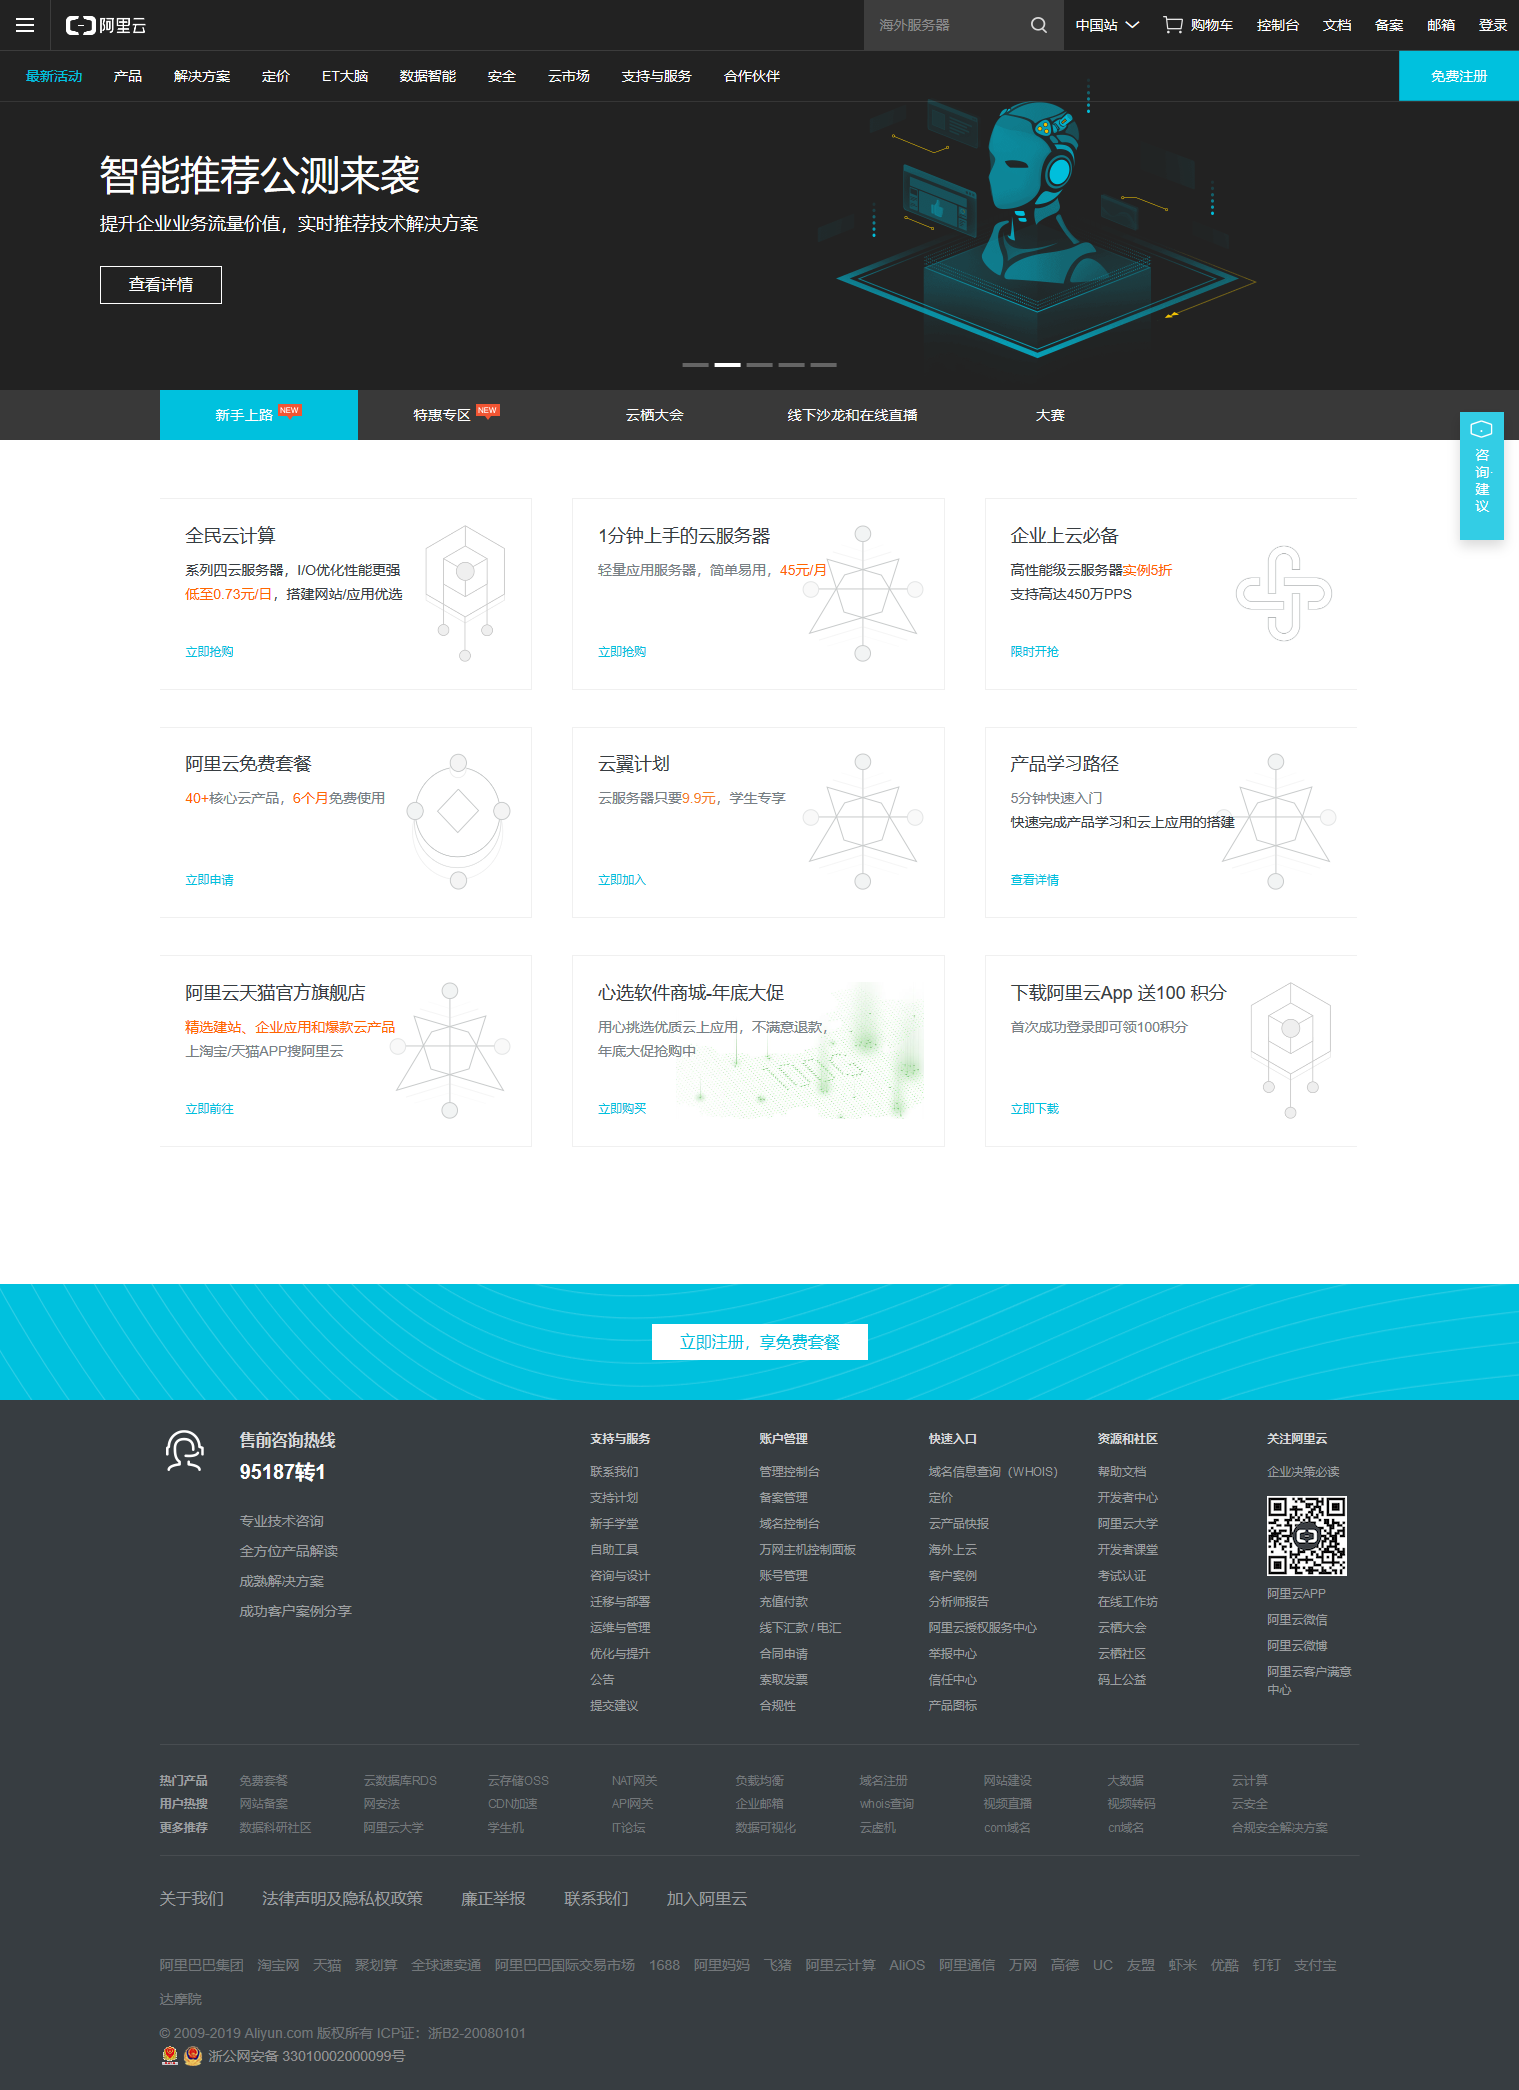 阿里云
海外服务器
中国站
购物车
控制台
文档
备案
邮箱
登录
最新活动
产品
解决方案
定价
ET大脑
数据智能
安全
云市场
支持与服务
合作伙伴
免费注册
智能推荐公测来袭
提升企业业务流量价值，实时推荐技术解决方案
查看详情
新手上路 NEW
特惠专区 NEW
云栖大会
线下沙龙和在线直播
大赛
咨询·建议
全民云计算
系列四云服务器，I/O优化性能更强
低至0.73元/日，搭建网站/应用优选
立即抢购
1分钟上手的云服务器
轻量应用服务器，简单易用，45元/月
立即抢购
企业上云必备
高性能级云服务器实例5折
支持高达450万PPS
限时开抢
阿里云免费套餐
40+核心云产品，6个月免费使用
立即申请
云翼计划
云服务器只要9.9元，学生专享
立即加入
产品学习路径
5分钟快速入门
快速完成产品学习和云上应用的搭建
查看详情
阿里云天猫官方旗舰店
精选建站、企业应用和爆款云产品
上淘宝/天猫APP搜阿里云
立即前往
心选软件商城-年底大促
用心挑选优质云上应用，不满意退款，
年底大促抢购中
立即购买
下载阿里云App 送100 积分
首次成功登录即可领100积分
立即下载
立即注册，享免费套餐
售前咨询热线
95187转1
专业技术咨询
全方位产品解读
成熟解决方案
成功客户案例分享
支持与服务
联系我们
支持计划
新手学堂
自助工具
咨询与设计
迁移与部署
运维与管理
优化与提升
公告
提交建议
账户管理
管理控制台
备案管理
域名控制台
万网主机控制面板
账号管理
充值付款
线下汇款 / 电汇
合同申请
索取发票
合规性
快速入口
域名信息查询（WHOIS）
定价
云产品快报
海外上云
客户案例
分析师报告
阿里云授权服务中心
举报中心
信任中心
产品图标
资源和社区
帮助文档
开发者中心
阿里云大学
开发者课堂
考试认证
在线工作坊
云栖大会
云栖社区
码上公益
关注阿里云
企业决策必读
阿里云APP
阿里云微信
阿里云微博
阿里云客户满意
中心
热门产品 免费套餐 云数据库RDS 云存储OSS NAT网关 负载均衡 域名注册 网站建设 大数据 云计算
用户热搜 网站备案 网安法 CDN加速 API网关 企业邮箱 whois查询 视频直播 视频转码 云安全
更多推荐 数据科研社区 阿里云大学 学生机 IT论坛 数据可视化 云虚机 com域名 cn域名 合规安全解决方案
关于我们 法律声明及隐私权政策 廉正举报 联系我们 加入阿里云
阿里巴巴集团 淘宝网 天猫 聚划算 全球速卖通 阿里巴巴国际交易市场 1688 阿里妈妈 飞猪 阿里云计算 AliOS 阿里通信 万网 高德 UC 友盟 虾米 优酷 钉钉 支付宝
达摩院
© 2009-2019 Aliyun.com 版权所有 ICP证：浙B2-20080101
浙公网安备 33010002000099号